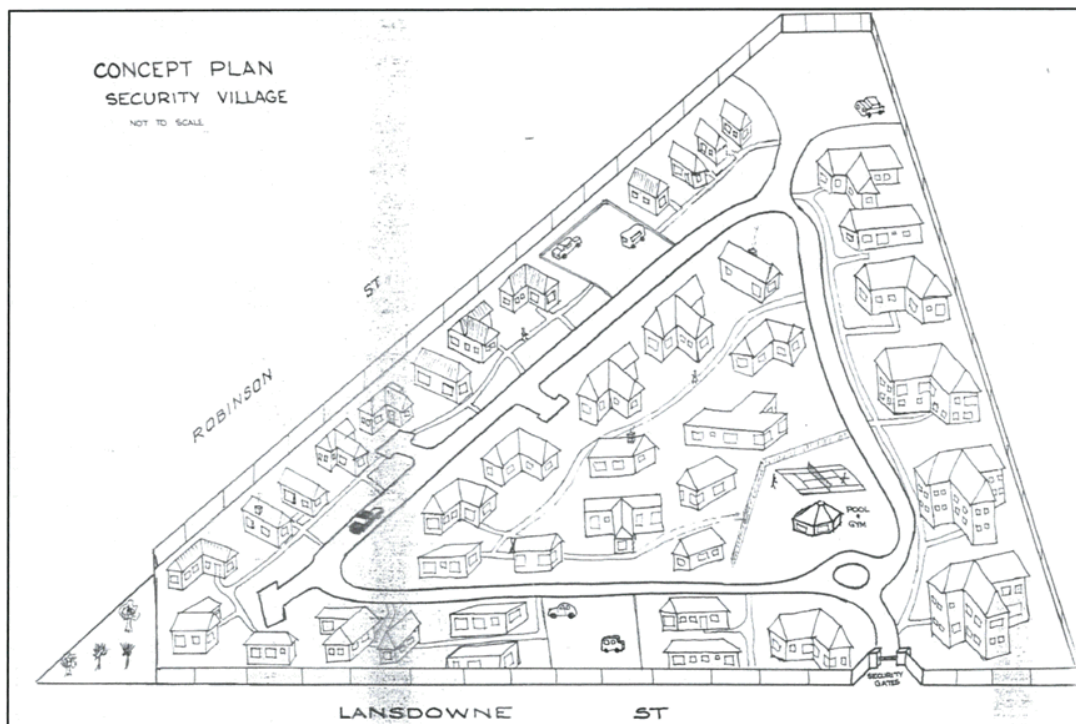 CONCEPT PLAN
SECURITY VILLAGE
NOT TO SCALE
ROBINSON ST
POOL
+
GYM
SECURITY
GATES
LANSDOWNE ST